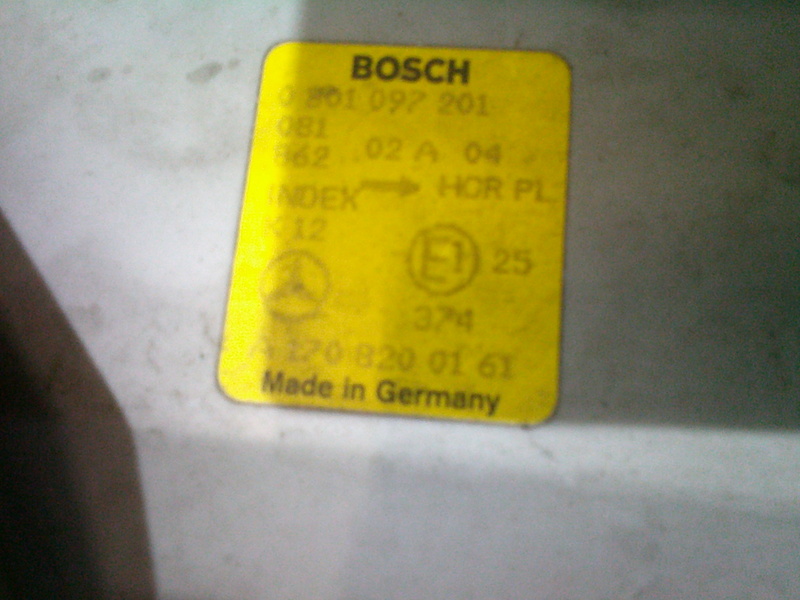 BOSCH
0 301 097 201
081
862 02 A 04
INDEX HCR PL
K12
E1 25
374
A 170 820 01 61
Made in Germany